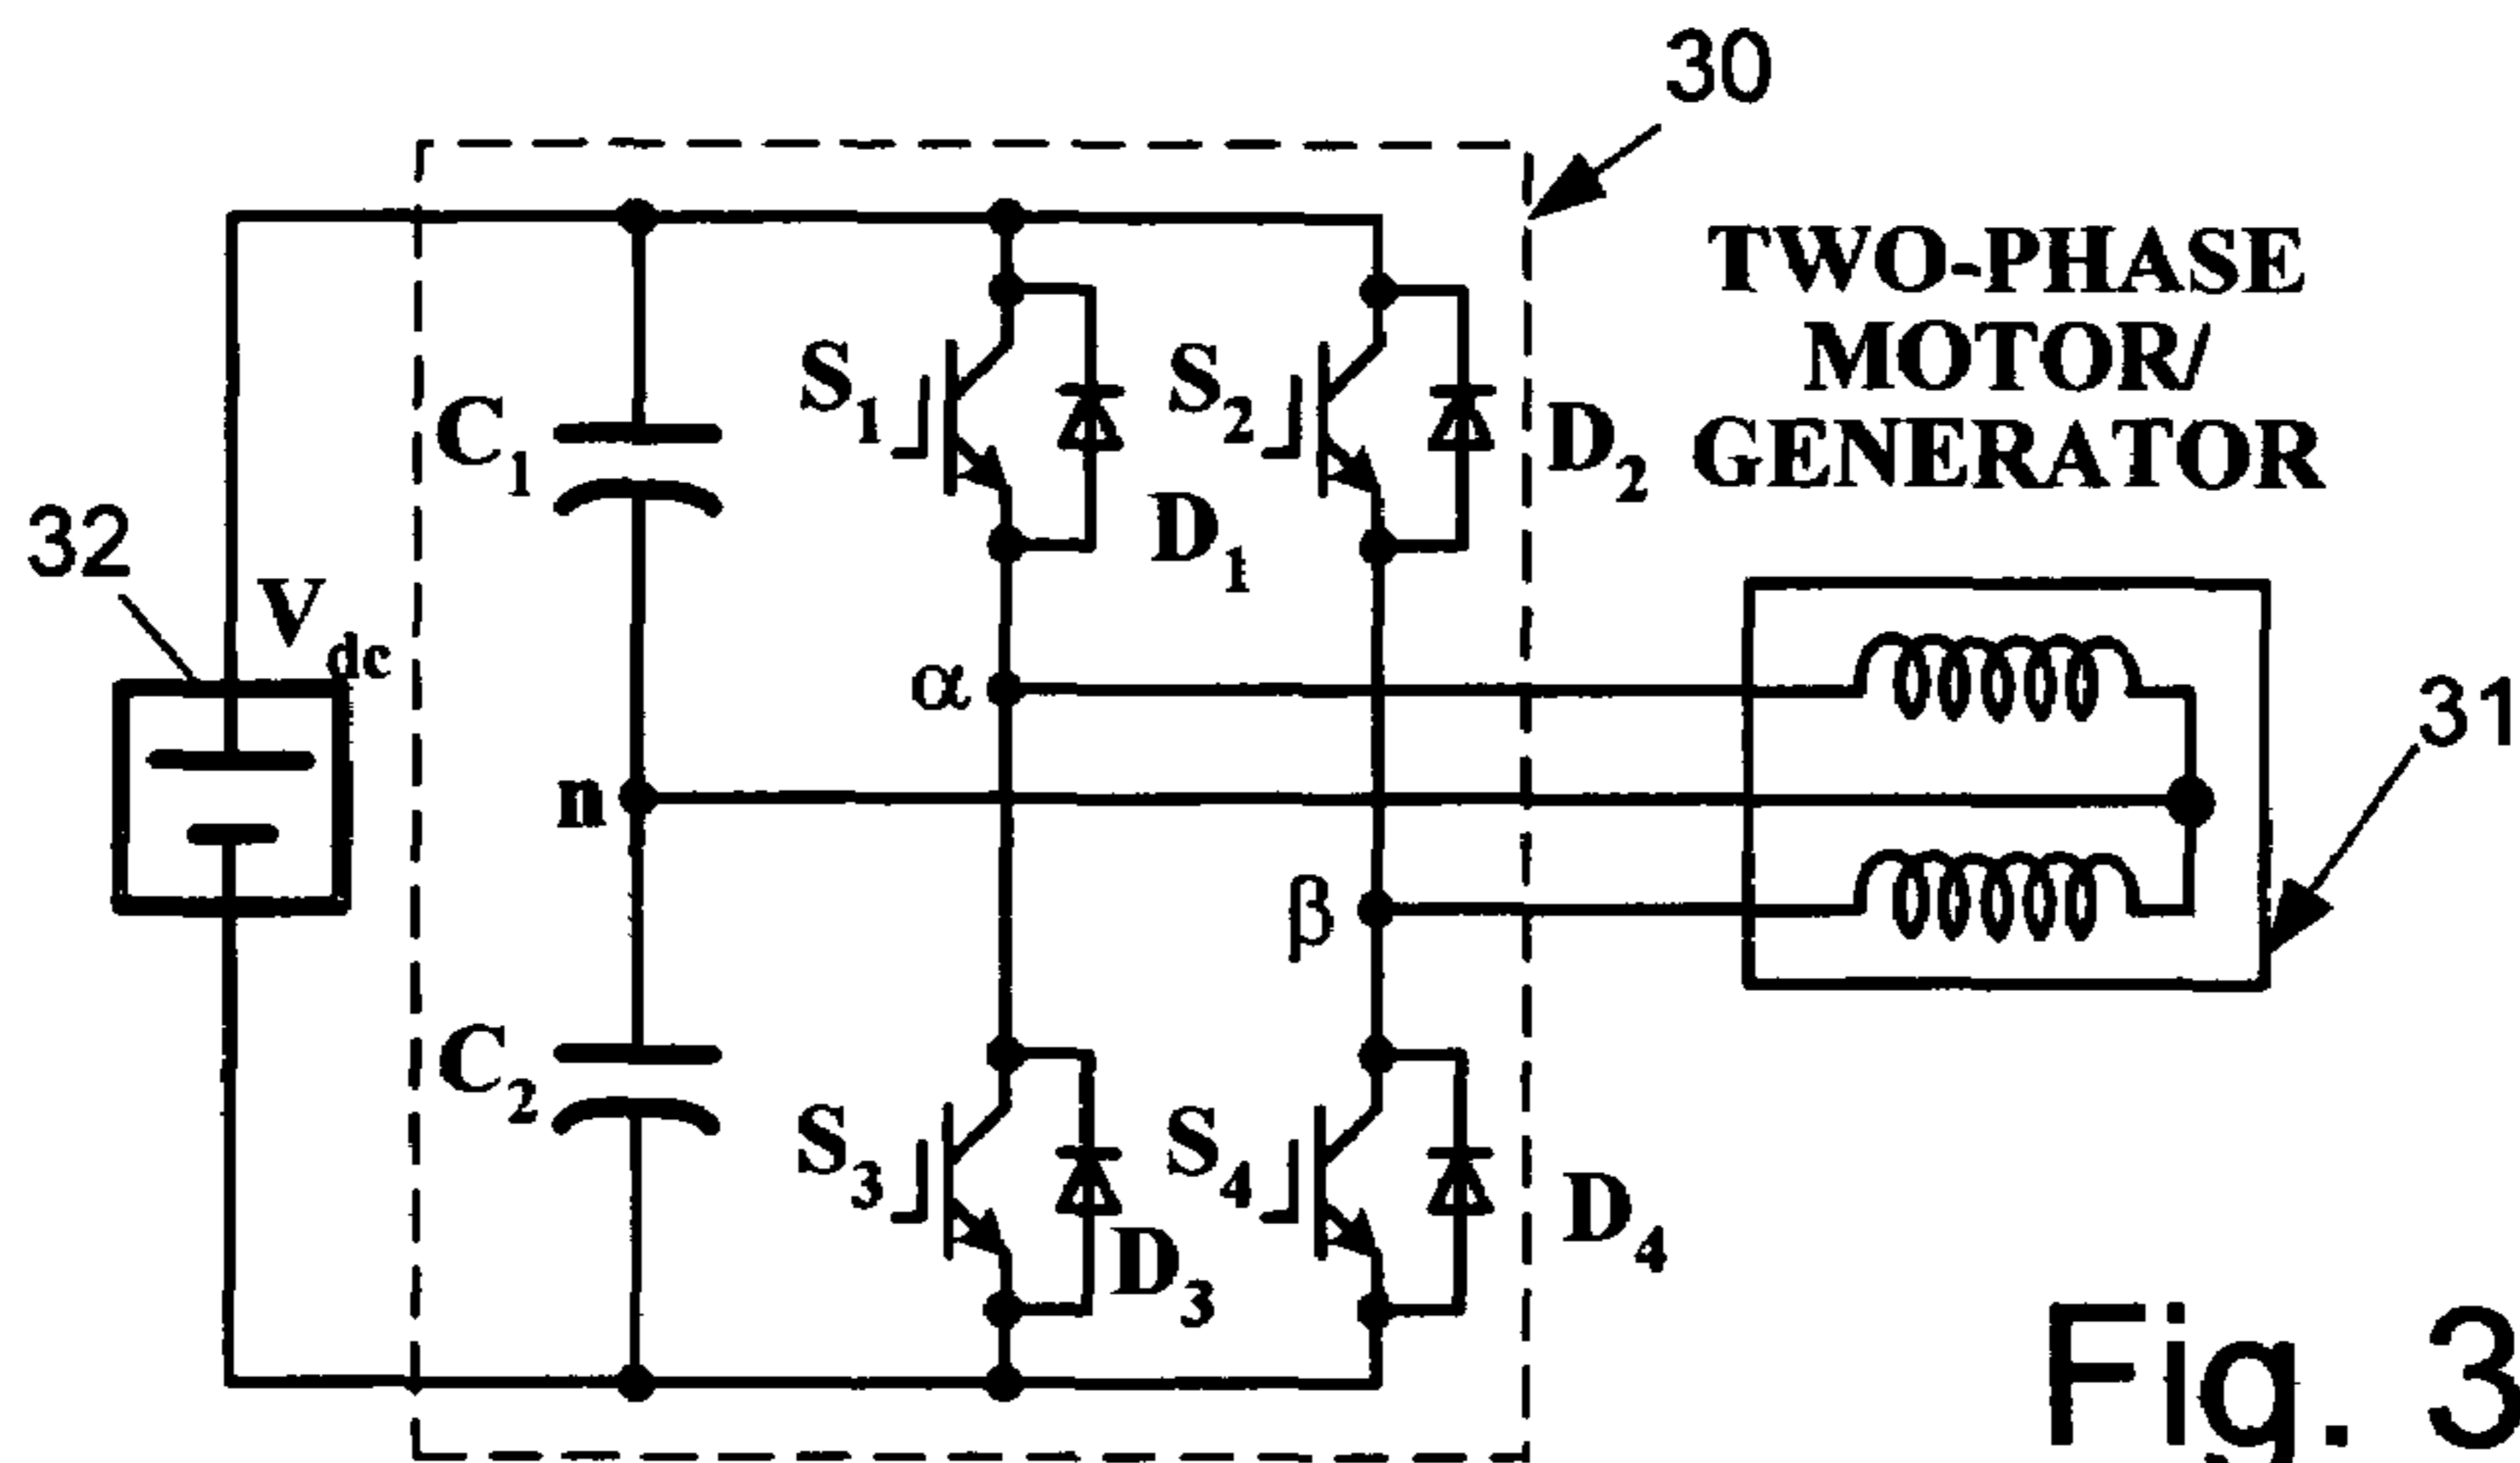 30
TWO-PHASE
MOTOR/
GENERATOR
S1
S2
C1
D2
D1
32
Vdc
α
31
n
β
C2
S3
S4
D4
D3
Fig. 3